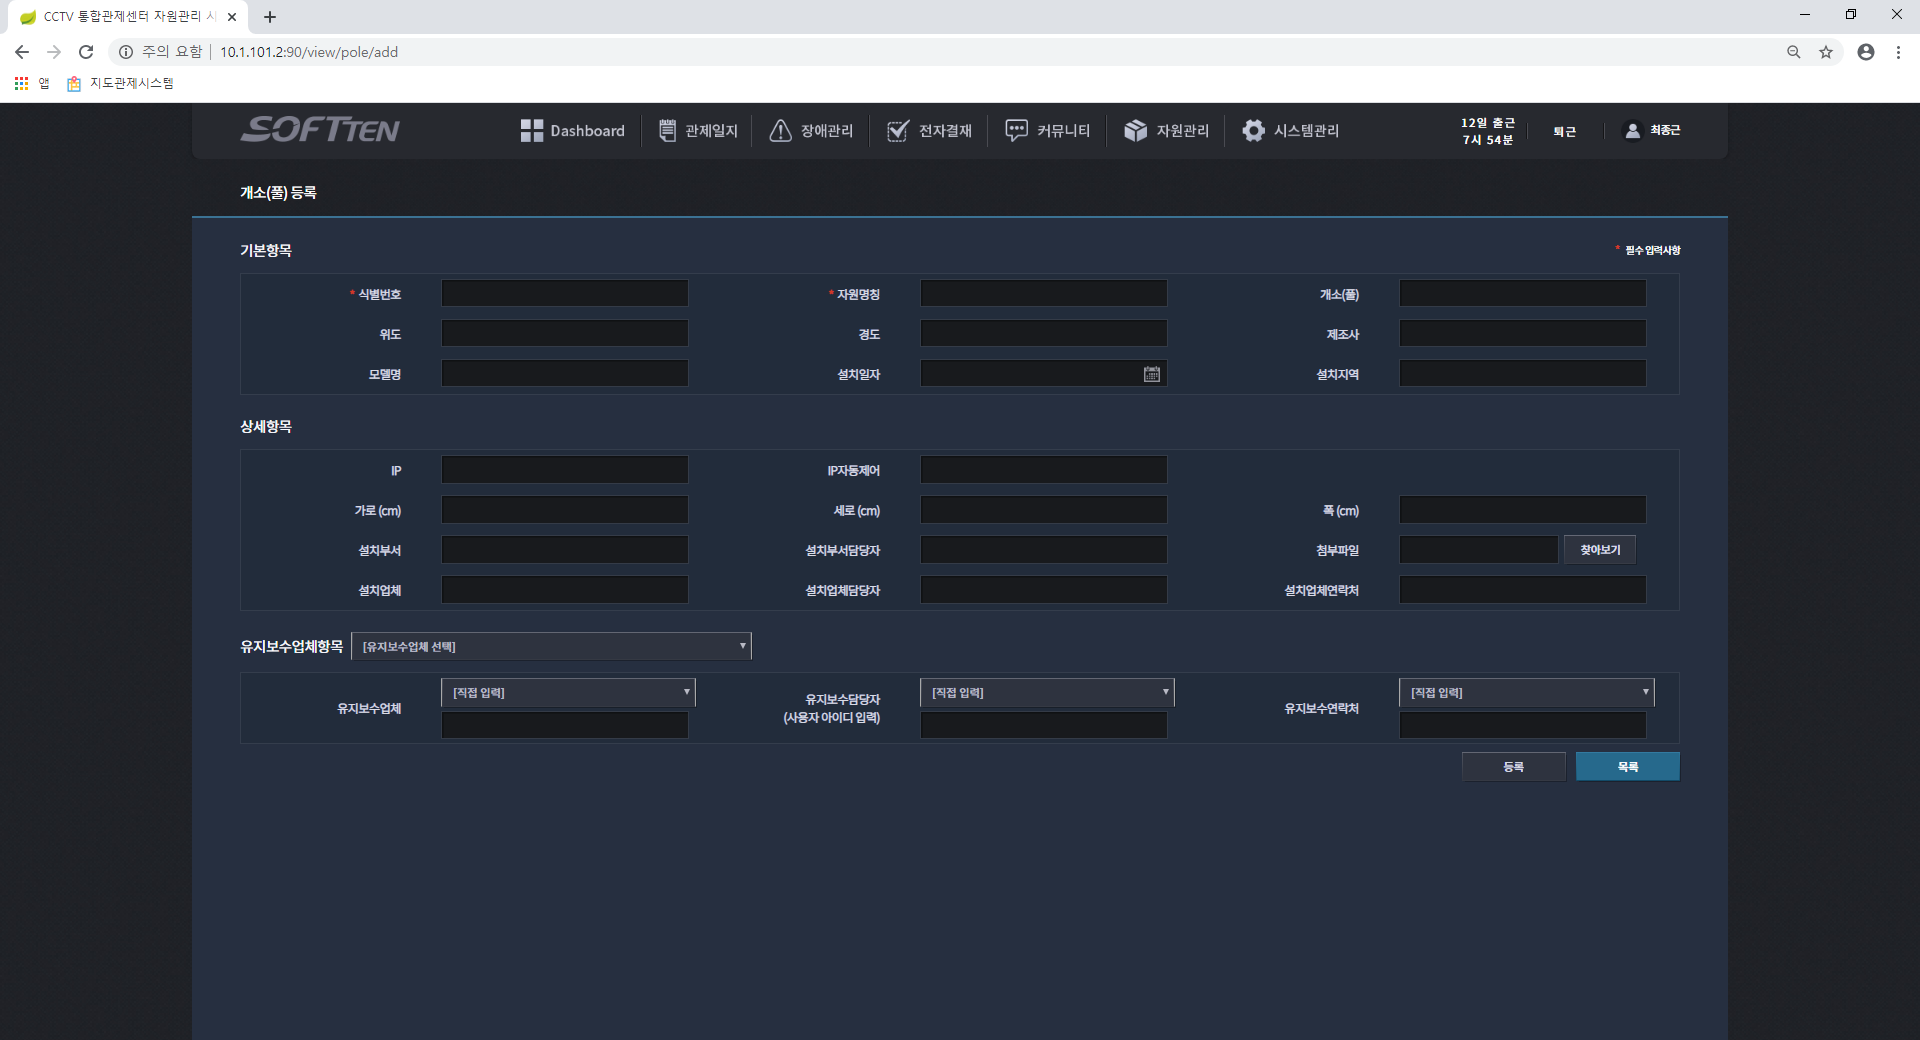 CCTV 통합관제센터 자원관리 시
주의 요함 10.1.101.2:90/view/pole/add
앱 지도관제시스템
SOFTTEN Dashboard 관제일지 장애관리 전자결재 커뮤니티 자원관리 시스템관리 12일 출근 퇴근 최종근
7시 54분
개소(폴) 등록
기본항목 * 필수 입력사항
* 식별번호 * 자원명칭 개소(폴)
위도 경도 제조사
모델명 설치일자 설치지역
상세항목
IP IP자동제어
가로 (cm) 세로 (cm) 폭 (cm)
설치부서 설치부서담당자 첨부파일 찾아보기
설치업체 설치업체담당자 설치업체연락처
유지보수업체항목 [유지보수업체 선택]
유지보수업체 [직접 입력] 유지보수담당자 [직접 입력] 유지보수연락처 [직접 입력]
(사용자 아이디 입력)
등록 목록